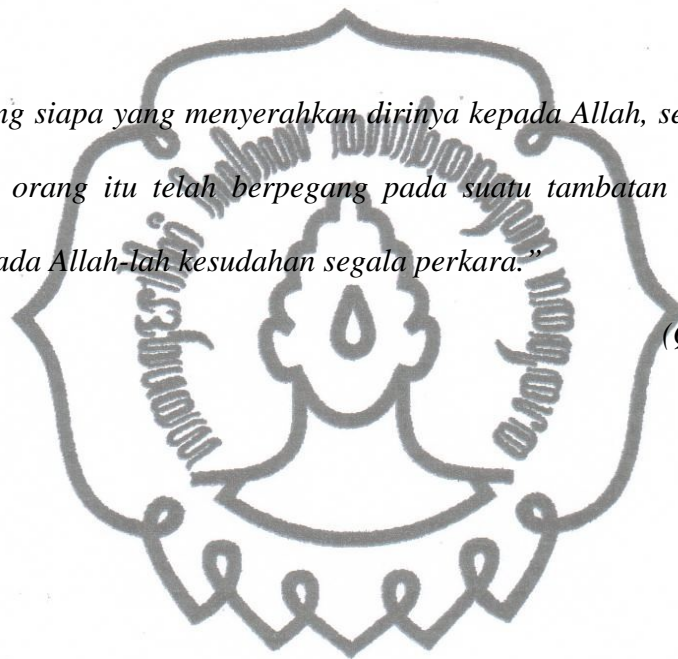 ng siapa yang menyerahkan dirinya kepada Allah, se
orang itu telah berpegang pada suatu tambatan
ada Allah-lah kesudahan segala perkara.”
(